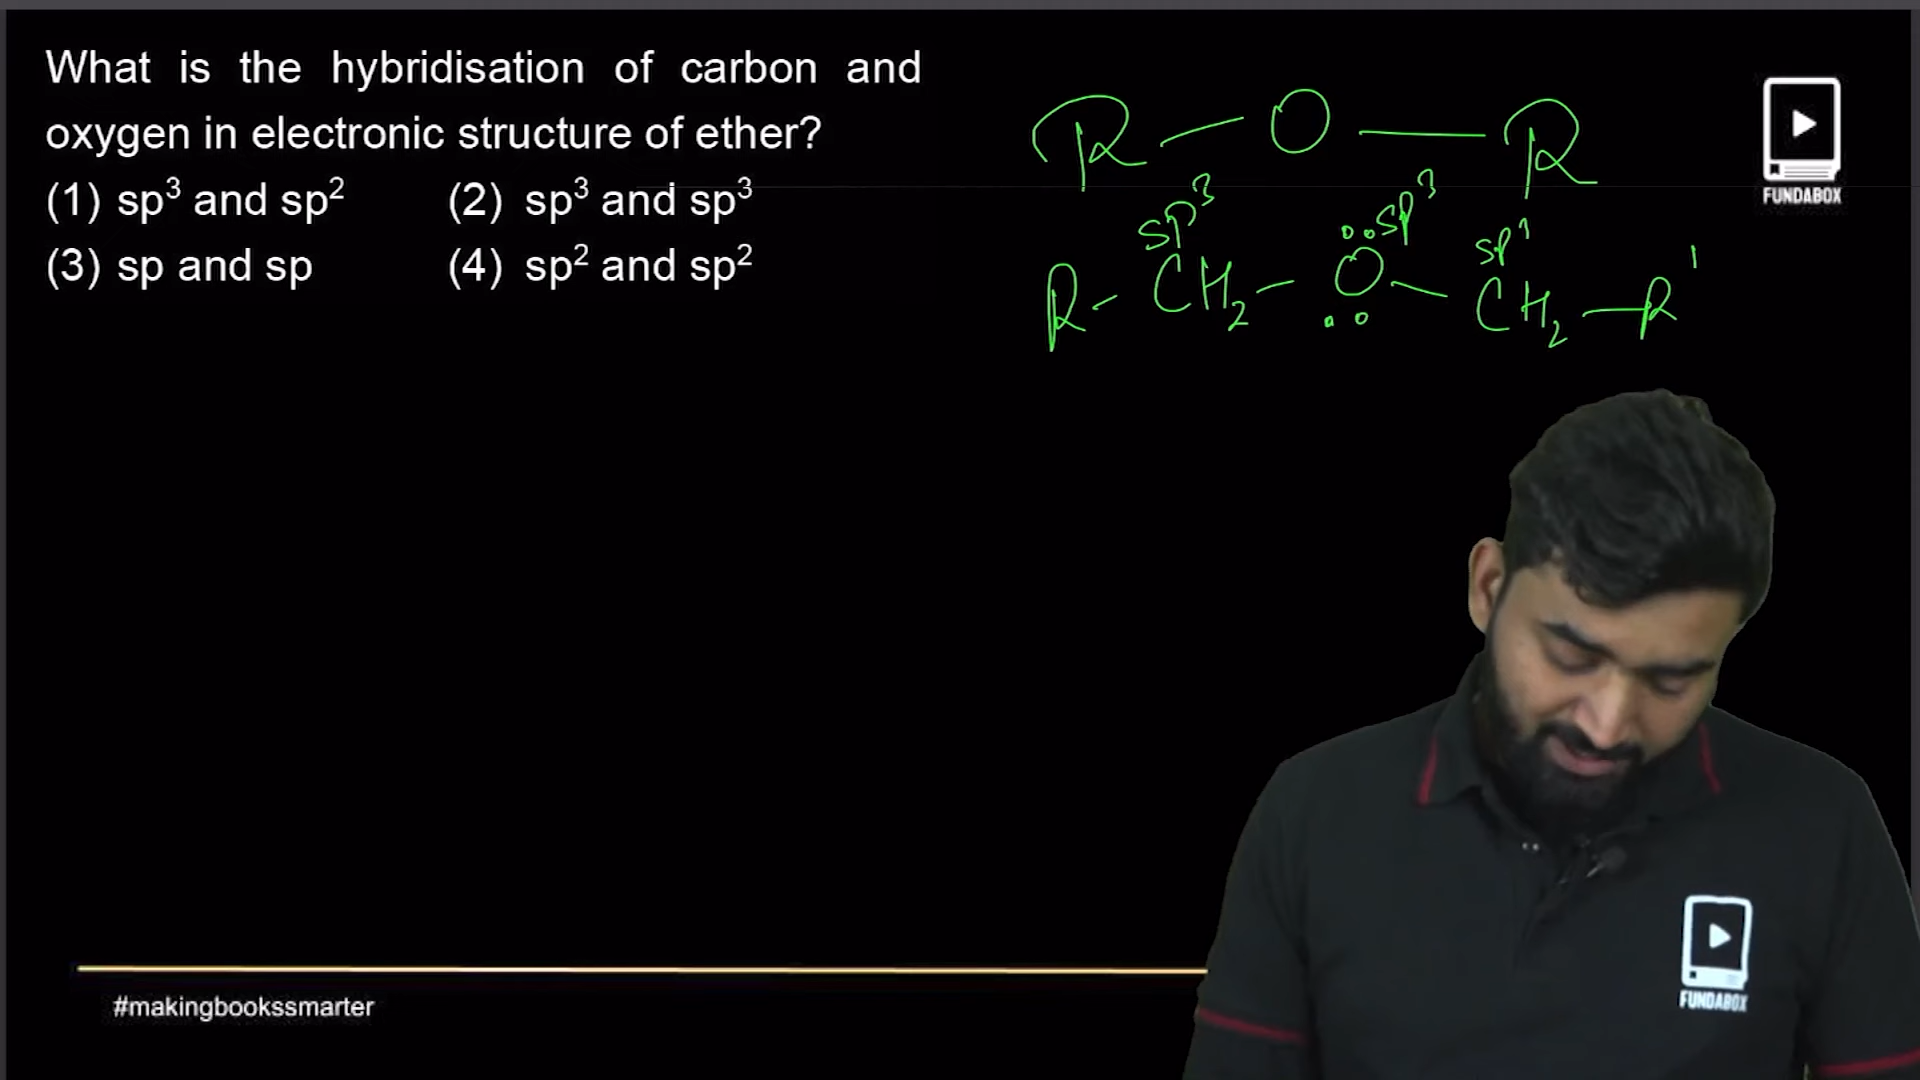 What is the hybridisation of carbon and
oxygen in electronic structure of ether?
(1) sp³ and sp² (2) sp³ and sp³
(3) sp and sp (4) sp² and sp²
R — O — R
sp³ sp³ sp³
R - CH₂ - O - CH₂ - R'
FUNDABOX
FUNDABOX
#makingbookssmarter